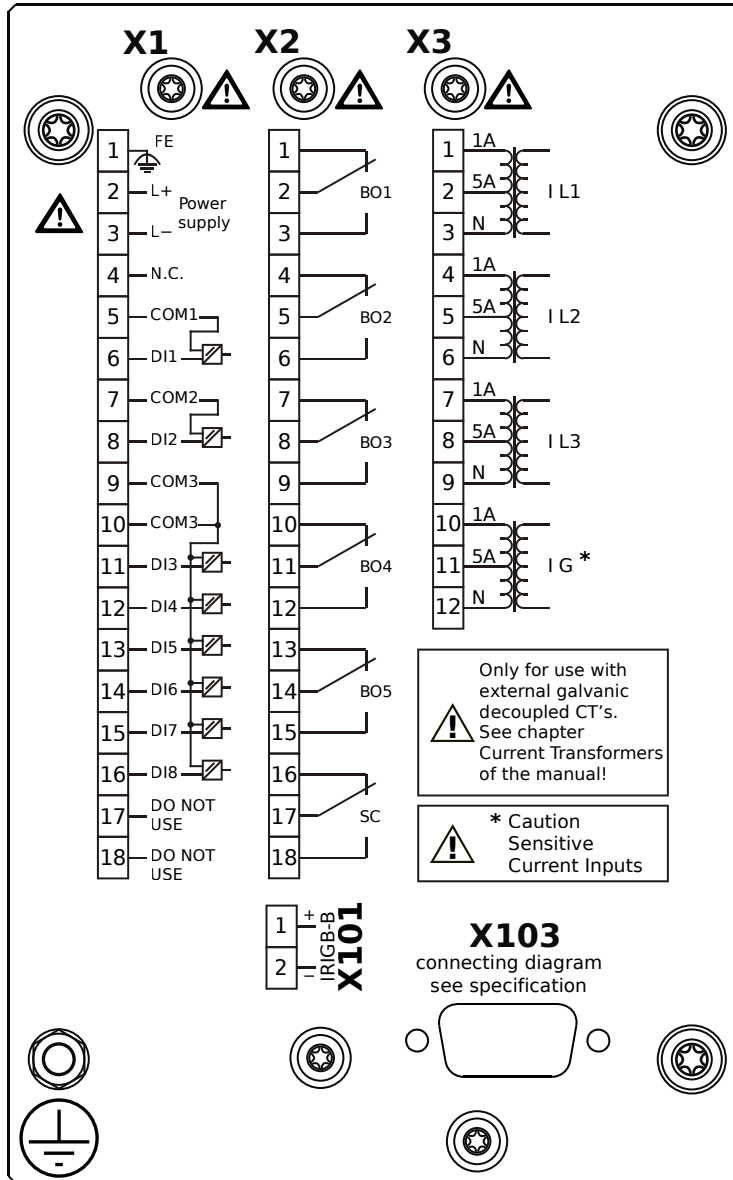 X1 X2 X3
1 FE
2 L+
Power
supply
3 L−
4 N.C.
5 COM1
6 DI1
7 COM2
8 DI2
9 COM3
10 COM3
11 DI3
12 DI4
13 DI5
14 DI6
15 DI7
16 DI8
17 DO NOT
USE
18 DO NOT
USE
1
2 BO1
3
4
5 BO2
6
7
8 BO3
9
10
11 BO4
12
13
14 BO5
15
16
17 SC
18
1 1A
2 5A I L1
3 N
4 1A
5 5A I L2
6 N
7 1A
8 5A I L3
9 N
10 1A
11 5A I G *
12 N
! Only for use with
external galvanic
decoupled CT's.
See chapter
Current Transformers
of the manual!
! * Caution
Sensitive
Current Inputs
1 +
2 −
IRIGB-B
X101
X103
connecting diagram
see specification